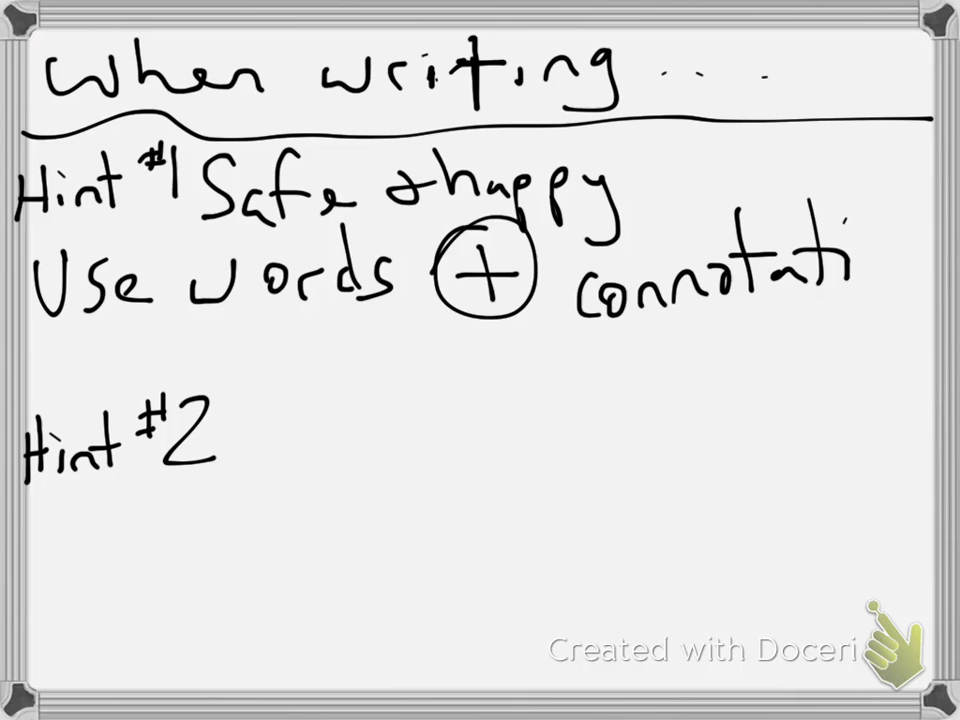 When writing....
Hint #1 Safe & happy
Use words + connotati
Hint #2
Created with Doceri